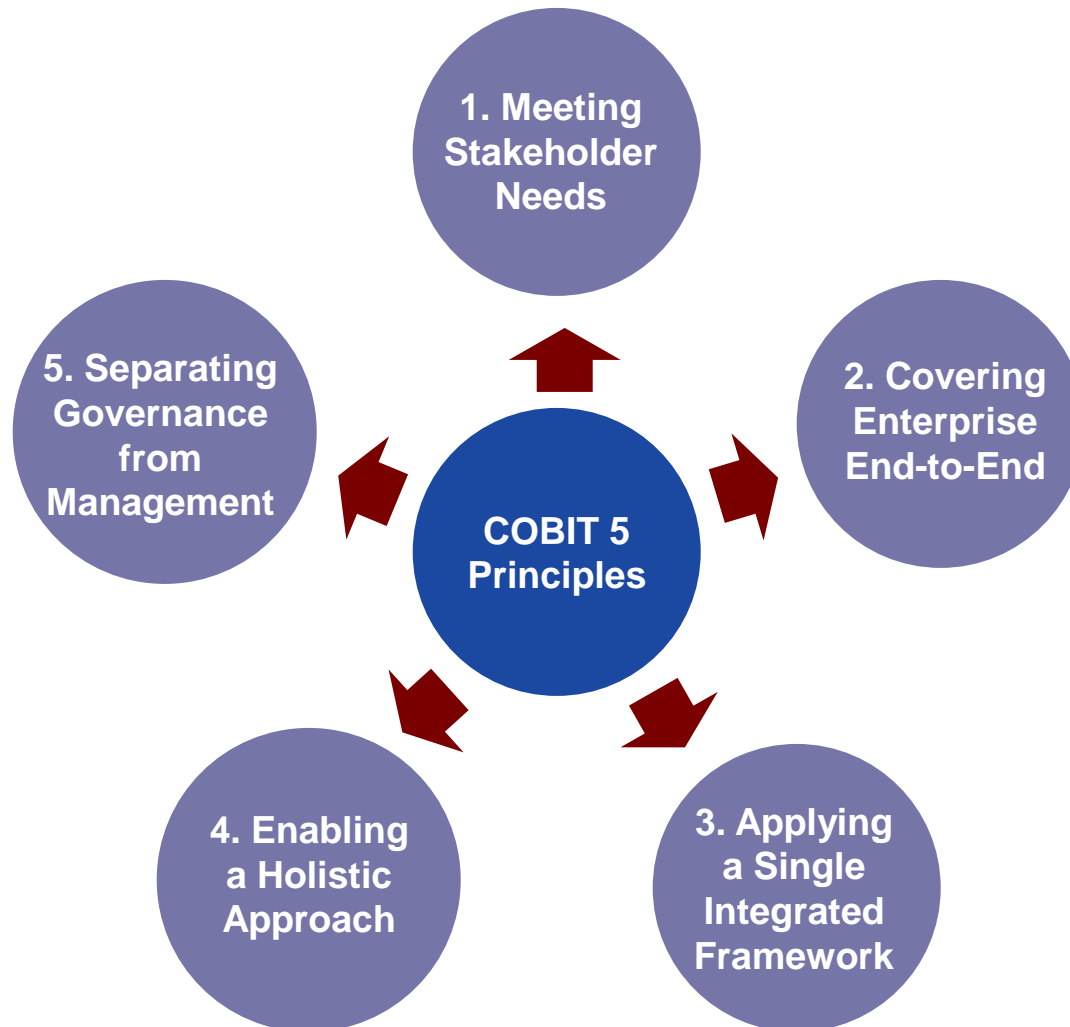 1. Meeting
Stakeholder
Needs
5. Separating
Governance
from
Management
2. Covering
Enterprise
End-to-End
COBIT 5
Principles
4. Enabling
a Holistic
Approach
3. Applying
a Single
Integrated
Framework